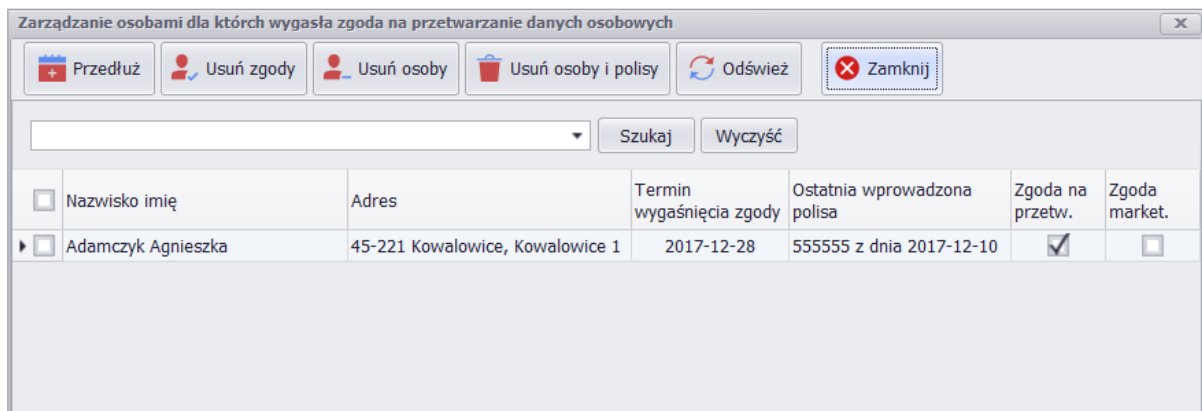 Zarządzanie osobami dla którch wygasła zgoda na przetwarzanie danych osobowych
Przedłuż Usuń zgody Usuń osoby Usuń osoby i polisy Odśwież Zamknij
Szukaj Wyczyść
Nazwisko imię Adres Termin wygaśnięcia zgody Ostatnia wprowadzona polisa Zgoda na przetw. Zgoda market.
Adamczyk Agnieszka 45-221 Kowalowice, Kowalowice 1 2017-12-28 555555 z dnia 2017-12-10